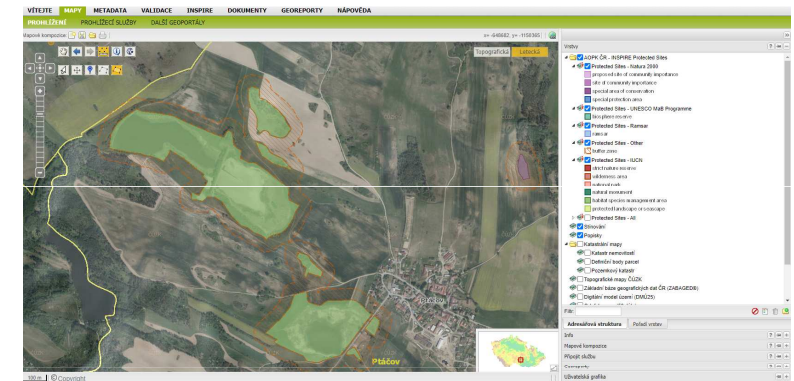 VÍTEJTE MAPY METADATA VALIDACE INSPIRE DOKUMENTY GEOREPORTY NÁPOVĚDA
PROHLÍŽENÍ PROHLÍŽECÍ SLUŽBY DALŠÍ GEOPORTÁLY
Mapové kompozice
x= -648682, y= -1150365
Topografická Letecká
Ptáčov
Ptáčov
100 m © Copyright
Vrstvy
AOPK ČR - INSPIRE Protected Sites
Protected Sites - Natura 2000
proposed site of community importance
site of community importance
special area of conservation
special protection area
Protected Sites - UNESCO MaB Programme
biosphere reserve
Protected Sites - Ramsar
ramsar
Protected Sites - Other
buffer zone
Protected Sites - IUCN
strict nature reserve
wilderness area
national park
natural monument
habitat species management area
protected landscape or seascape
Protected Sites - All
Stínování
Popisky
Katastrální mapy
Katastr nemovitostí
Definiční body parcel
Pozemkový katastr
Topografické mapy ČÚZK
Základní báze geografických dat ČR (ZABAGED®)
Digitální model území (DMÚ25)
Filtr:
Adresářová struktura Pořadí vrstev
Info
Mapové kompozice
Připojit službu
Uživatelská grafika